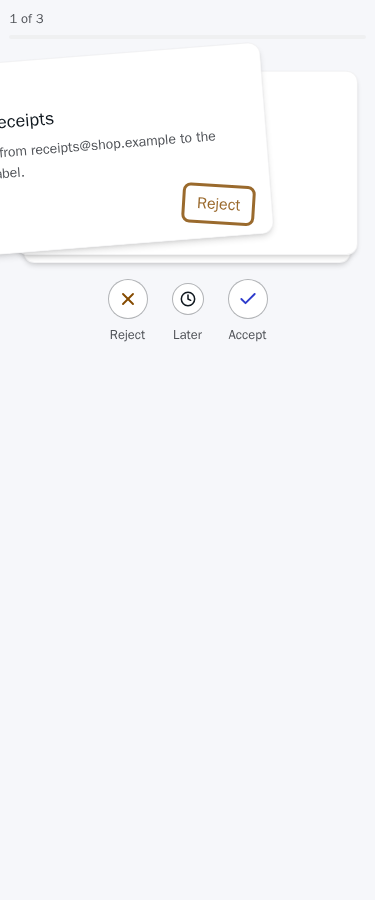 1 of 3
eceipts
from receipts@shop.example to the
abel.
Reject
Reject
Later
Accept